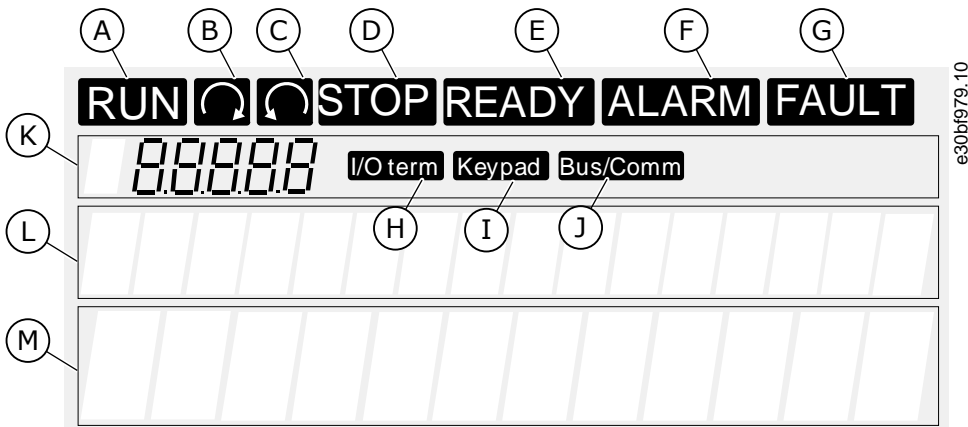 A B C D E F G
RUN STOP READY ALARM FAULT
K 8.8.8.8.8 I/O term Keypad Bus/Comm
H I J
L
M
e30bf979.10